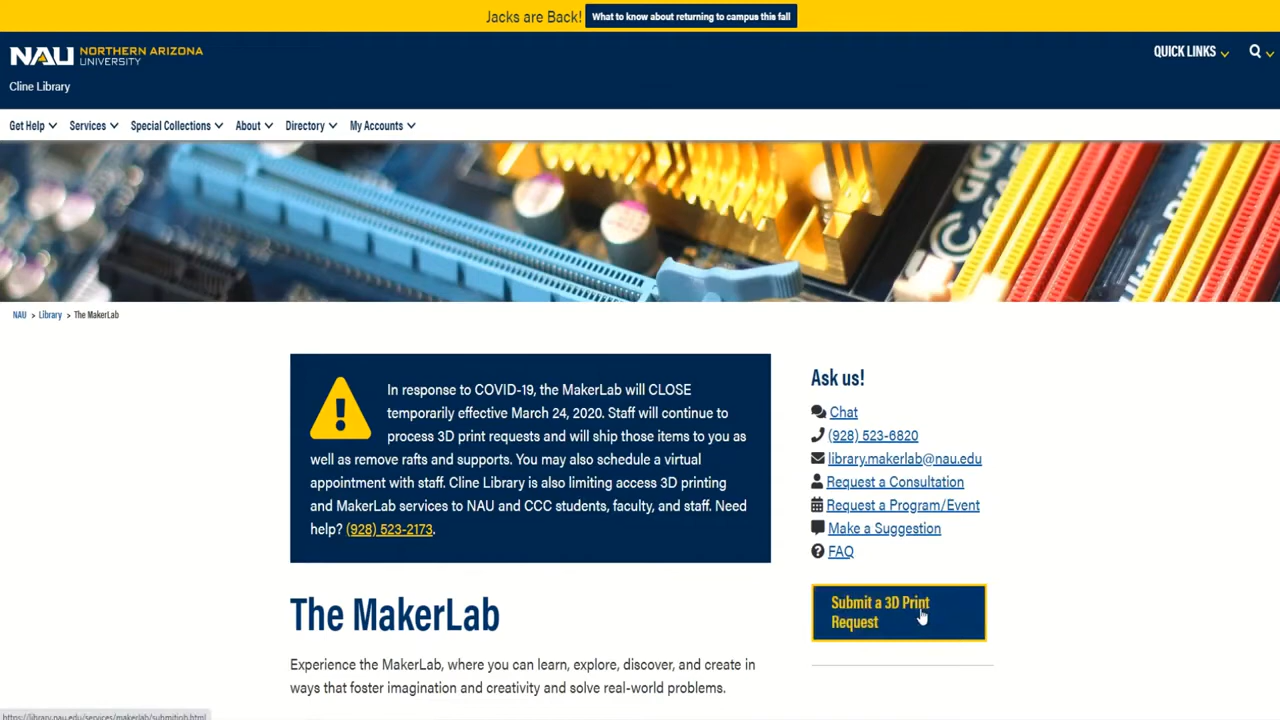 Jacks are Back! What to know about returning to campus this fall
NAU NORTHERN ARIZONA UNIVERSITY
QUICK LINKS
Cline Library
Get Help Services Special Collections About Directory My Accounts
GIG
Ultra
NAU > Library > The MakerLab
In response to COVID-19, the MakerLab will CLOSE
temporarily effective March 24, 2020. Staff will continue to
process 3D print requests and will ship those items to you as
well as remove rafts and supports. You may also schedule a virtual
appointment with staff. Cline Library is also limiting access 3D printing
and MakerLab services to NAU and CCC students, faculty, and staff. Need
help? (928) 523-2173.
The MakerLab
Experience the MakerLab, where you can learn, explore, discover, and create in
ways that foster imagination and creativity and solve real-world problems.
Ask us!
Chat
(928) 523-6820
library.makerlab@nau.edu
Request a Consultation
Request a Program/Event
Make a Suggestion
FAQ
Submit a 3D Print
Request
https://library.nau.edu/services/makerlab/submitjob.html